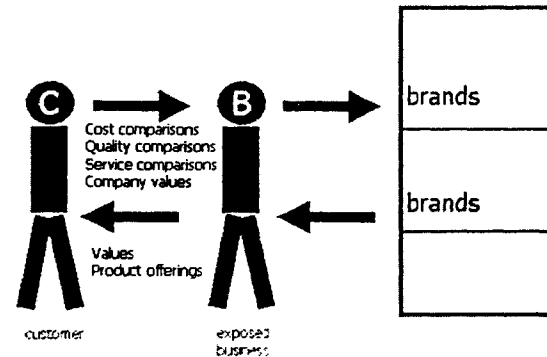 C
B
brands
Cost comparisons
Quality comparisons
Service comparisons
Company values
brands
Values
Product offerings
customer
exposed
business